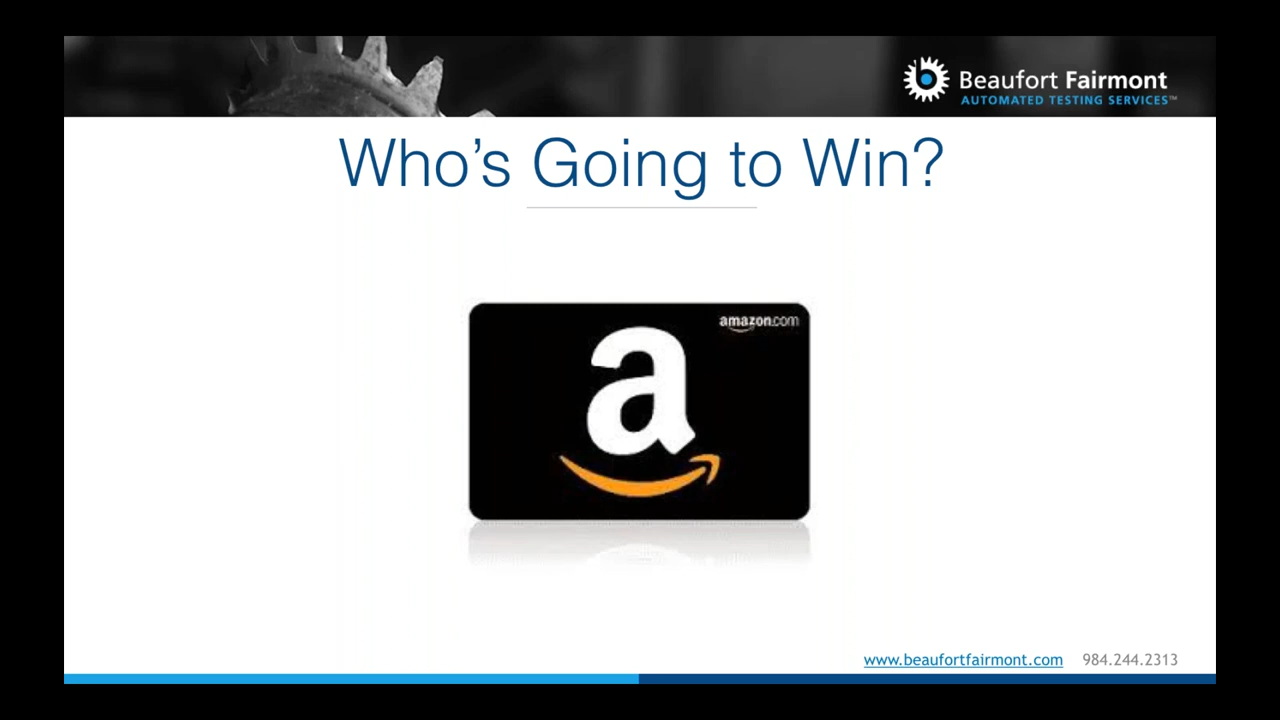 Beaufort Fairmont
AUTOMATED TESTING SERVICES™
Who’s Going to Win?
amazon.com
a
www.beaufortfairmont.com 984.244.2313